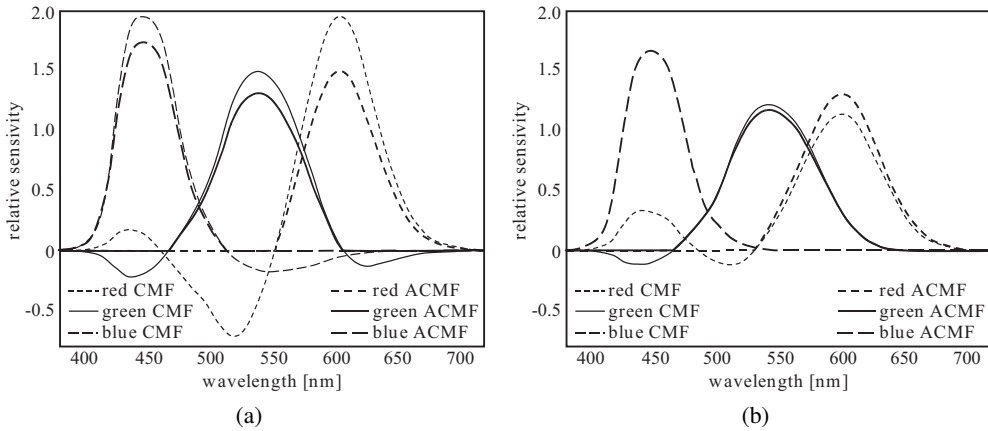 2.0
1.5
1.0
0.5
0
-0.5
relative sensivity
red CMF
green CMF
blue CMF
red ACMF
green ACMF
blue ACMF
400 450 500 550 600 650 700
wavelength [nm]
(a)
2.0
1.5
1.0
0.5
0
-0.5
relative sensivity
red CMF
green CMF
blue CMF
red ACMF
green ACMF
blue ACMF
400 450 500 550 600 650 700
wavelength [nm]
(b)